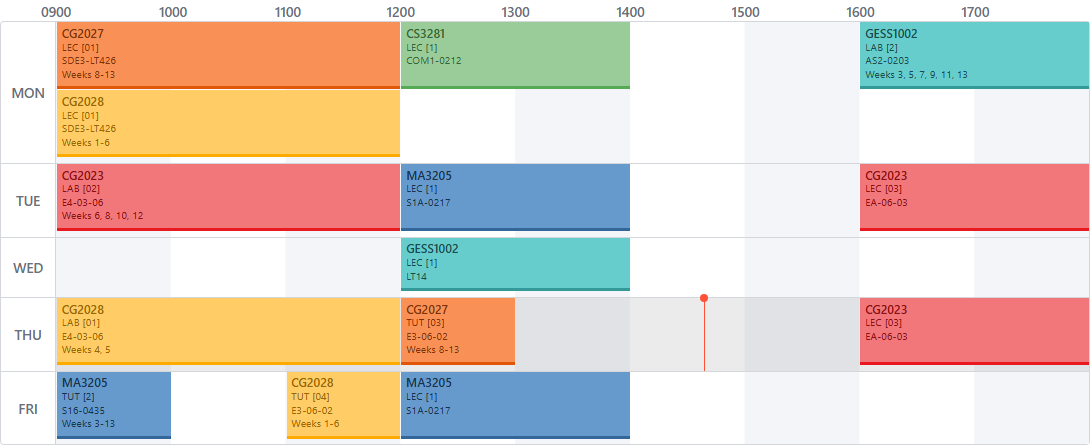 0900 1000 1100 1200 1300 1400 1500 1600 1700
MON
CG2027
LEC [01]
SDE3-LT426
Weeks 8-13
CS3281
LEC [1]
COM1-0212
GESS1002
LAB [2]
AS2-0203
Weeks 3, 5, 7, 9, 11, 13
CG2028
LEC [01]
SDE3-LT426
Weeks 1-6
TUE
CG2023
LAB [02]
E4-03-06
Weeks 6, 8, 10, 12
MA3205
LEC [1]
S1A-0217
CG2023
LEC [03]
EA-06-03
WED
GESS1002
LEC [1]
LT14
THU
CG2028
LAB [01]
E4-03-06
Weeks 4, 5
CG2027
TUT [03]
E3-06-02
Weeks 8-13
CG2023
LEC [03]
EA-06-03
FRI
MA3205
TUT [2]
S16-0435
Weeks 3-13
CG2028
TUT [04]
E3-06-02
Weeks 1-6
MA3205
LEC [1]
S1A-0217